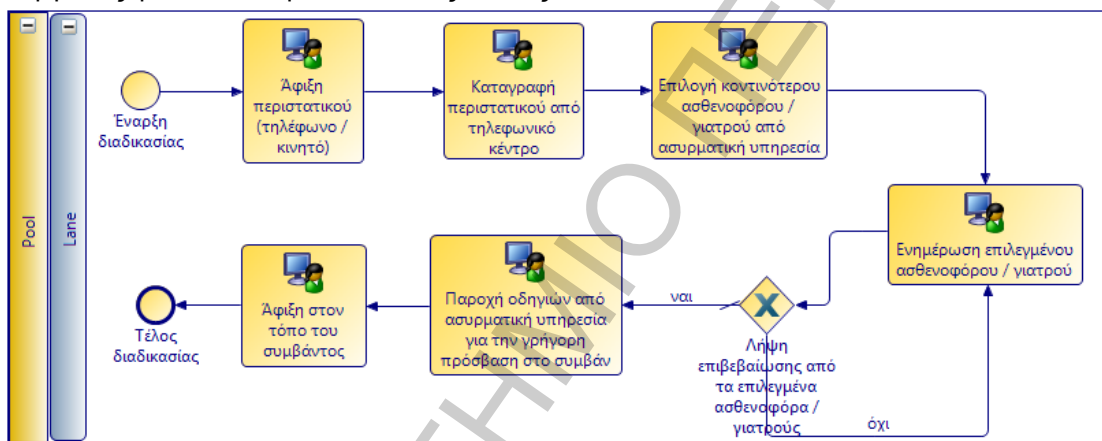 Pool
Lane
Έναρξη
διαδικασίας
Άφιξη
περιστατικού
(τηλέφωνο /
κινητό)
Καταγραφή
περιστατικού από
τηλεφωνικό
κέντρο
Επιλογή κοντινότερου
ασθενοφόρου /
γιατρού από
ασυρματική υπηρεσία
Ενημέρωση επιλεγμένου
ασθενοφόρου / γιατρού
Λήψη
επιβεβαίωσης από
τα επιλεγμένα
ασθενοφόρα /
γιατρούς
όχι
ναι
Παροχή οδηγιών από
ασυρματική υπηρεσία
για την γρήγορη
πρόσβαση στο συμβάν
Άφιξη στον
τόπο του
συμβάντος
Τέλος
διαδικασίας